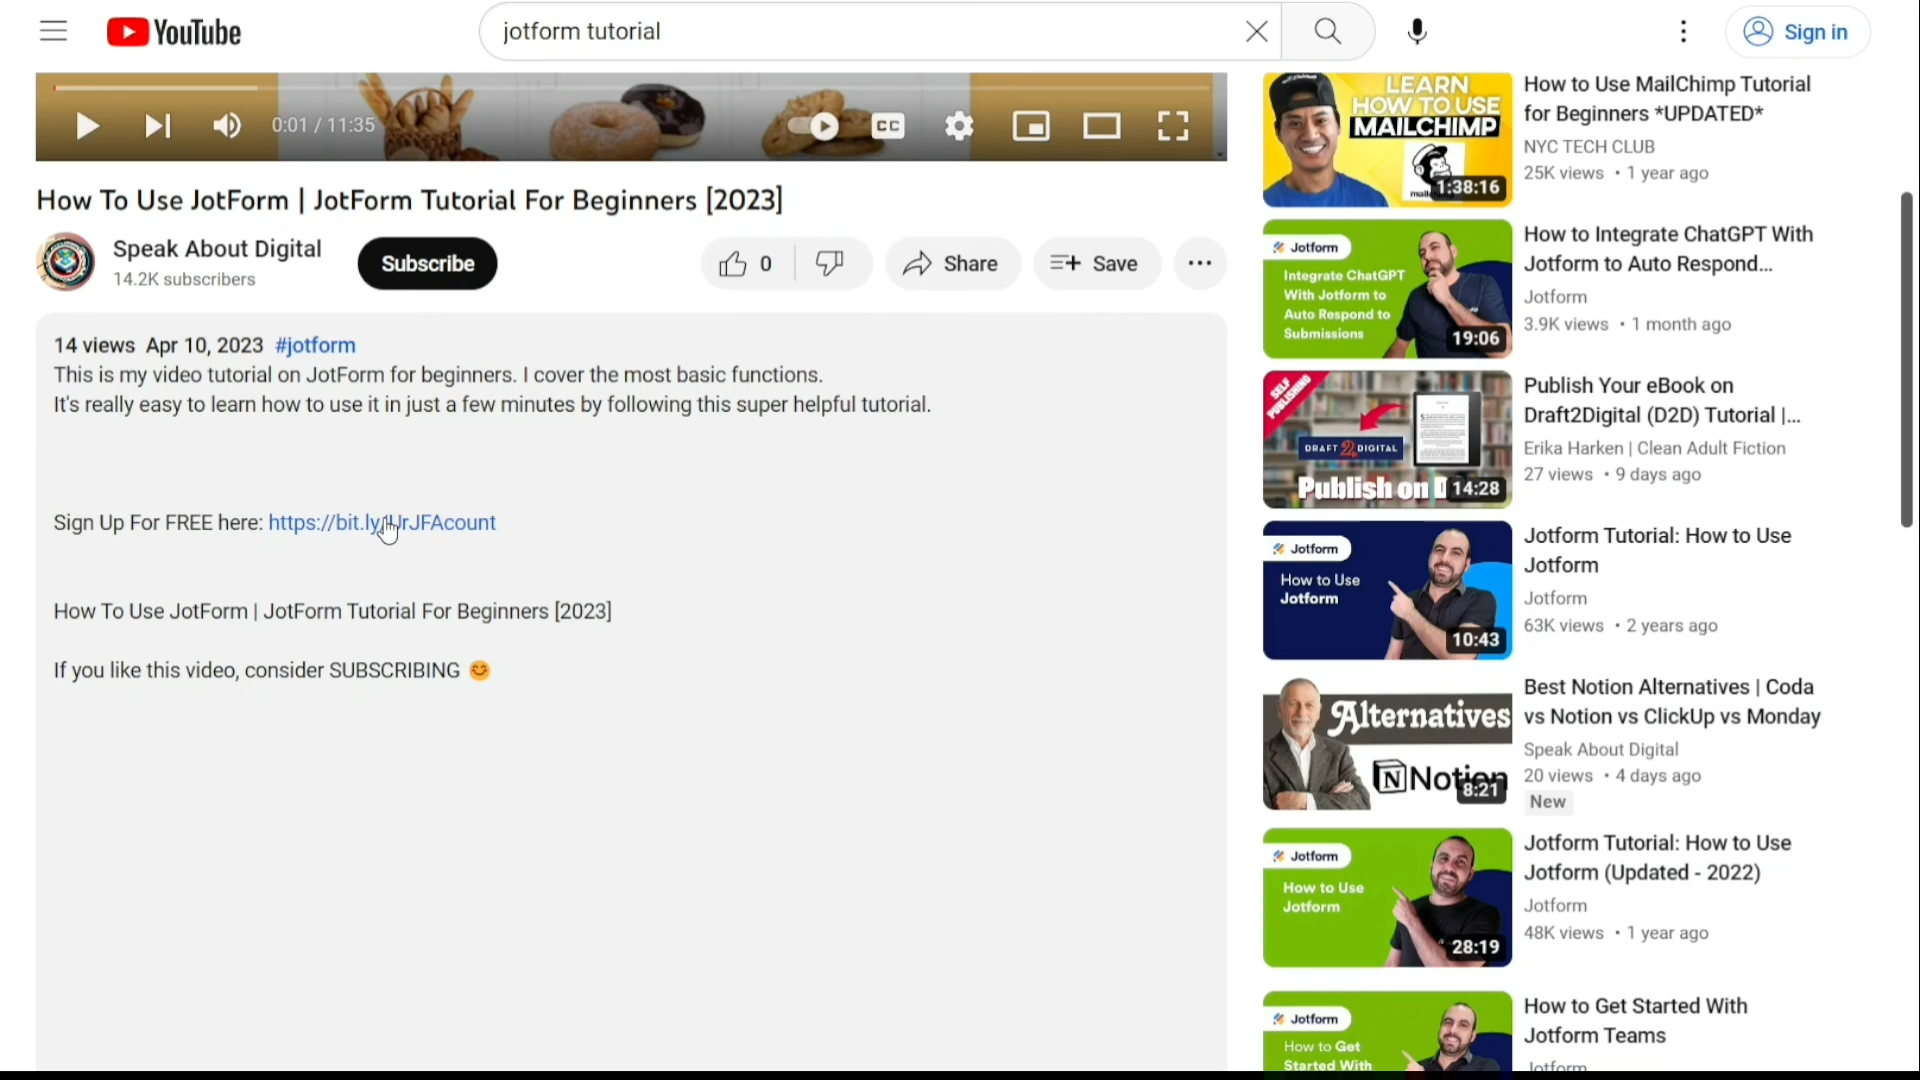 YouTube
jotform tutorial
Sign in
0:01 / 11:35
CC
How To Use JotForm | JotForm Tutorial For Beginners [2023]
Speak About Digital
14.2K subscribers
Subscribe
0
Share
Save
14 views Apr 10, 2023 #jotform
This is my video tutorial on JotForm for beginners. I cover the most basic functions.
It's really easy to learn how to use it in just a few minutes by following this super helpful tutorial.
Sign Up For FREE here: https://bit.ly/UrJFAcount
How To Use JotForm | JotForm Tutorial For Beginners [2023]
If you like this video, consider SUBSCRIBING 😊
LEARN
HOW TO USE
MAILCHIMP
1:38:16
How to Use MailChimp Tutorial
for Beginners *UPDATED*
NYC TECH CLUB
25K views • 1 year ago
Jotform
Integrate ChatGPT
With Jotform to
Auto Respond to
Submissions
19:06
How to Integrate ChatGPT With
Jotform to Auto Respond...
Jotform
3.9K views • 1 month ago
SELF
PUBLISHING
DRAFT 2 DIGITAL
Publish on D
14:28
Publish Your eBook on
Draft2Digital (D2D) Tutorial |...
Erika Harken | Clean Adult Fiction
27 views • 9 days ago
Jotform
How to Use
Jotform
10:43
Jotform Tutorial: How to Use
Jotform
Jotform
63K views • 2 years ago
Alternatives
Notion
8:21
Best Notion Alternatives | Coda
vs Notion vs ClickUp vs Monday
Speak About Digital
20 views • 4 days ago
New
Jotform
How to Use
Jotform
28:19
Jotform Tutorial: How to Use
Jotform (Updated - 2022)
Jotform
48K views • 1 year ago
Jotform
How to Get
Started With
How to Get Started With
Jotform Teams
Jotform